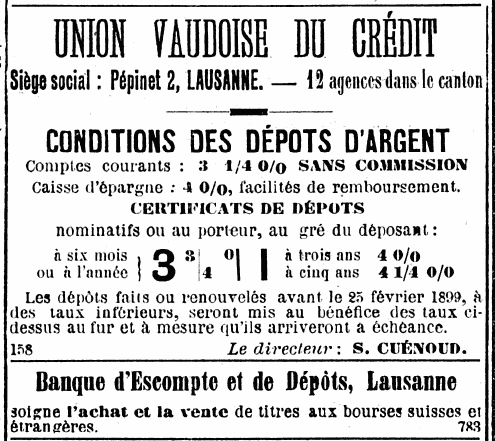 UNION VAUDOISE DU CRÉDIT
Siège social : Pépinet 2, LAUSANNE. — 12 agences dans le canton
CONDITIONS DES DÉPOTS D'ARGENT
Comptes courants : 3 1/4 0/0 SANS COMMISSION
Caisse d'épargne : 4 0/0, facilités de remboursement.
CERTIFICATS DE DÉPOTS
nominatifs ou au porteur, au gré du déposant :
à six mois
ou à l'année
3 3/4 0/0
à trois ans 4 0/0
à cinq ans 4 1/4 0/0
Les dépôts faits ou renouvelés avant le 25 février 1899, à
des taux inférieurs, seront mis au bénéfice des taux ci-
dessus au fur et à mesure qu'ils arriveront à échéance.
158 Le directeur : S. CUÉNOUD.
Banque d'Escompte et de Dépôts, Lausanne
soigne l'achat et la vente de titres aux bourses suisses et
étrangères. 783